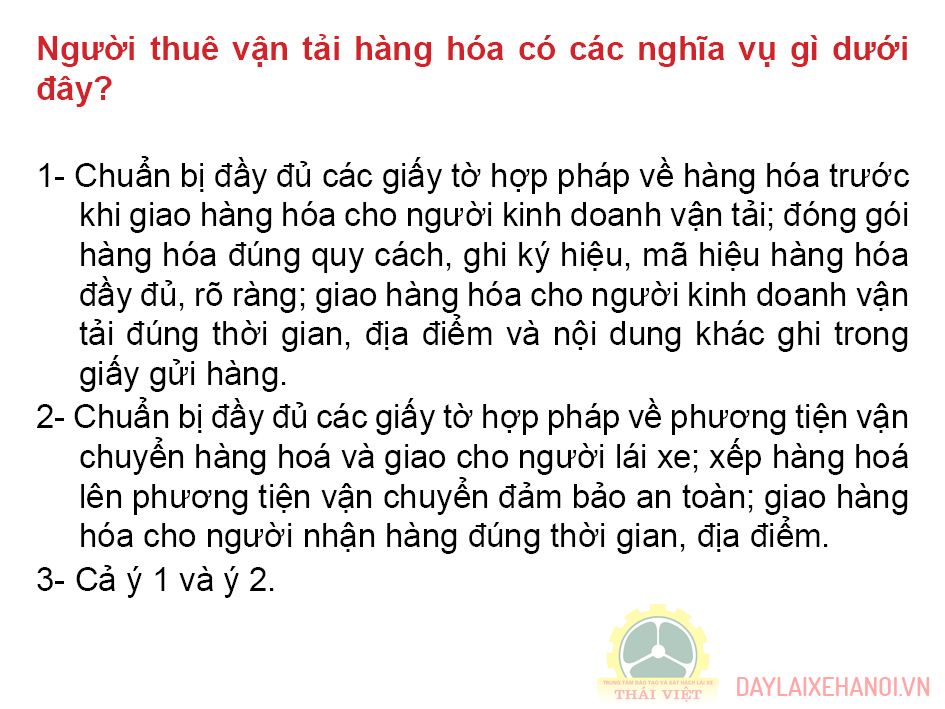 Người thuê vận tải hàng hóa có các nghĩa vụ gì dưới
đây?
1- Chuẩn bị đầy đủ các giấy tờ hợp pháp về hàng hóa trước
khi giao hàng hóa cho người kinh doanh vận tải; đóng gói
hàng hóa đúng quy cách, ghi ký hiệu, mã hiệu hàng hóa
đầy đủ, rõ ràng; giao hàng hóa cho người kinh doanh vận
tải đúng thời gian, địa điểm và nội dung khác ghi trong
giấy gửi hàng.
2- Chuẩn bị đầy đủ các giấy tờ hợp pháp về phương tiện vận
chuyển hàng hoá và giao cho người lái xe; xếp hàng hoá
lên phương tiện vận chuyển đảm bảo an toàn; giao hàng
hóa cho người nhận hàng đúng thời gian, địa điểm.
3- Cả ý 1 và ý 2.
TRUNG TÂM ĐÀO TẠO VÀ SÁT HẠCH LÁI XE
THÁI VIỆT
DAYLAIXEHANOI.VN